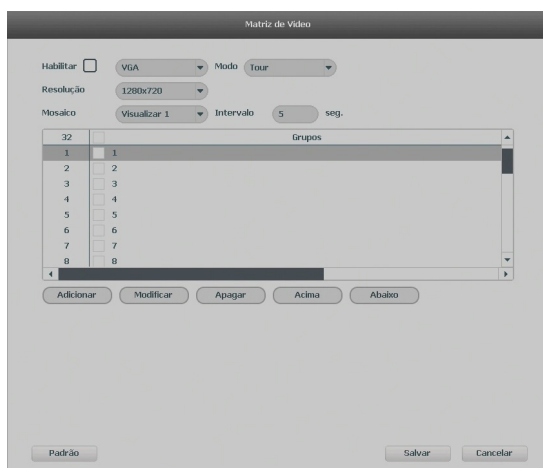 Matriz de Vídeo
Habilitar VGA Modo Tour
Resolução 1280x720
Mosaico Visualizar 1 Intervalo 5 seg.
32 Grupos
1 1
2 2
3 3
4 4
5 5
6 6
7 7
8 8
Adicionar Modificar Apagar Acima Abaixo
Padrão Salvar Cancelar